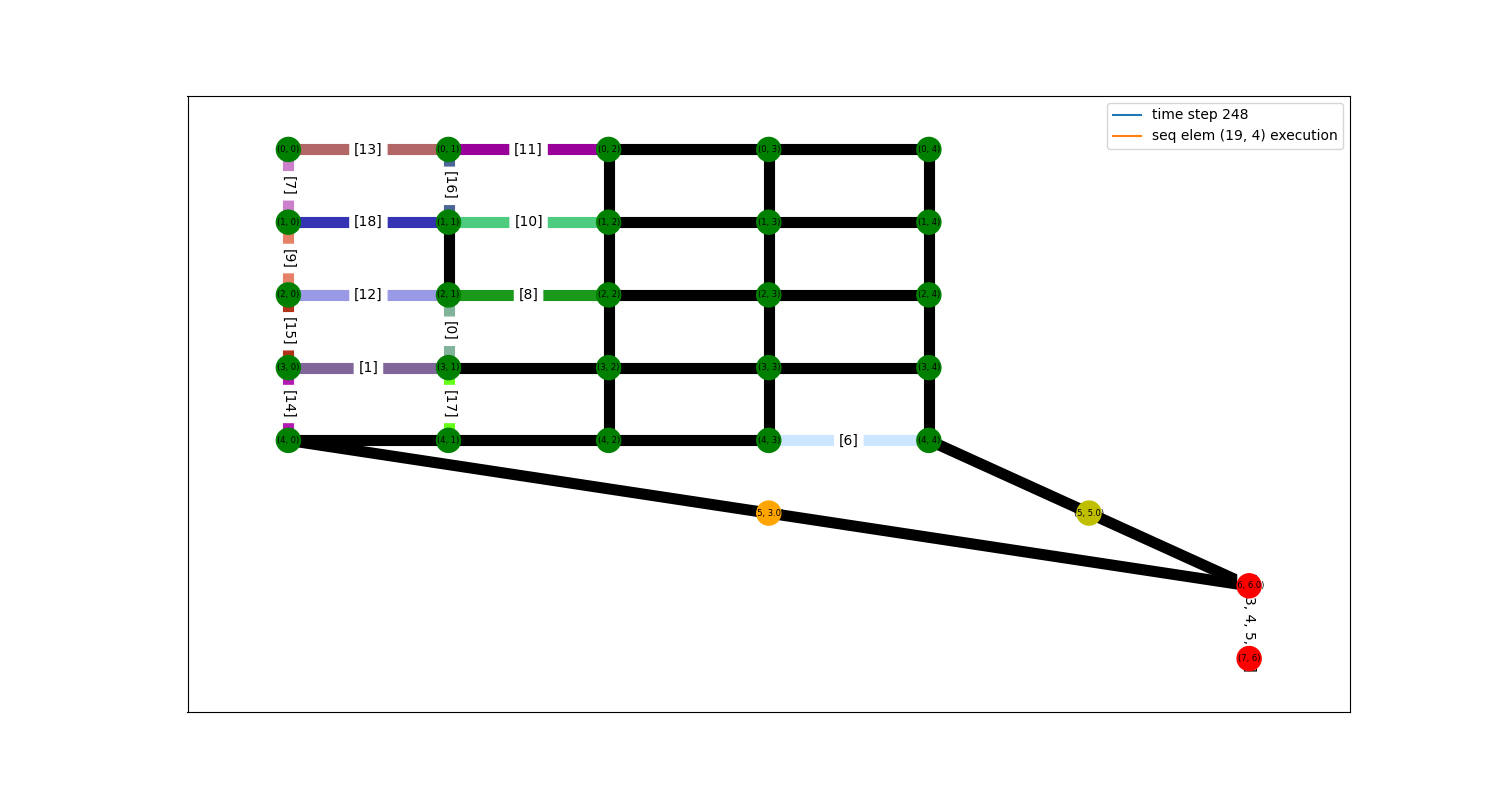 time step 248
seq elem (19, 4) execution
(0, 0) [13] (0, 1) [11] (0, 2) (0, 3) (0, 4)
[7] [16]
(1, 0) [18] (1, 1) [10] (1, 2) (1, 3) (1, 4)
[9]
(2, 0) [12] (2, 1) [8] (2, 2) (2, 3) (2, 4)
[15] [0]
(3, 0) [1] (3, 1) (3, 2) (3, 3) (3, 4)
[14] [17]
(4, 0) (4, 1) (4, 2) (4, 3) [6] (4, 4)
(5, 3.0) (5, 5.0)
(6, 6.0)
3, 4, 5,
(7, 6)